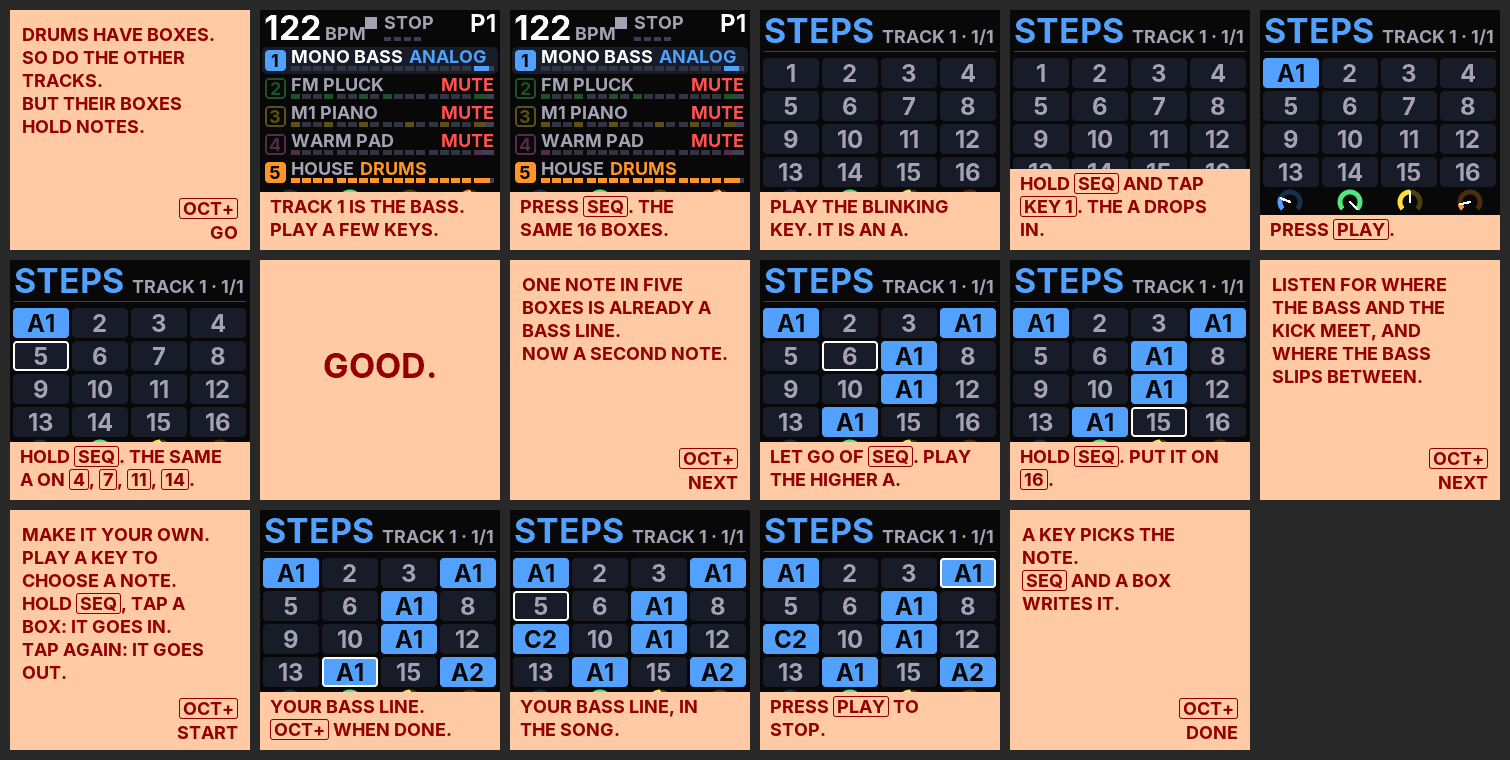 DRUMS HAVE BOXES.
SO DO THE OTHER
TRACKS.
BUT THEIR BOXES
HOLD NOTES.
OCT+
GO
122 BPM STOP P1
1 MONO BASS ANALOG
2 FM PLUCK MUTE
3 M1 PIANO MUTE
4 WARM PAD MUTE
5 HOUSE DRUMS
TRACK 1 IS THE BASS.
PLAY A FEW KEYS.
122 BPM STOP P1
1 MONO BASS ANALOG
2 FM PLUCK MUTE
3 M1 PIANO MUTE
4 WARM PAD MUTE
5 HOUSE DRUMS
PRESS SEQ. THE
SAME 16 BOXES.
STEPS TRACK 1 · 1/1
1 2 3 4
5 6 7 8
9 10 11 12
13 14 15 16
PLAY THE BLINKING
KEY. IT IS AN A.
STEPS TRACK 1 · 1/1
1 2 3 4
5 6 7 8
9 10 11 12
13 14 15 16
HOLD SEQ AND TAP
KEY 1. THE A DROPS
IN.
STEPS TRACK 1 · 1/1
A1 2 3 4
5 6 7 8
9 10 11 12
13 14 15 16
PRESS PLAY.
STEPS TRACK 1 · 1/1
A1 2 3 4
5 6 7 8
9 10 11 12
13 14 15 16
HOLD SEQ. THE SAME
A ON 4, 7, 11, 14.
GOOD.
ONE NOTE IN FIVE
BOXES IS ALREADY A
BASS LINE.
NOW A SECOND NOTE.
OCT+
NEXT
STEPS TRACK 1 · 1/1
A1 2 3 A1
5 6 A1 8
9 10 A1 12
13 A1 15 16
LET GO OF SEQ. PLAY
THE HIGHER A.
STEPS TRACK 1 · 1/1
A1 2 3 A1
5 6 A1 8
9 10 A1 12
13 A1 15 16
HOLD SEQ. PUT IT ON
16.
LISTEN FOR WHERE
THE BASS AND THE
KICK MEET, AND
WHERE THE BASS
SLIPS BETWEEN.
OCT+
NEXT
MAKE IT YOUR OWN.
PLAY A KEY TO
CHOOSE A NOTE.
HOLD SEQ, TAP A
BOX: IT GOES IN.
TAP AGAIN: IT GOES
OUT.
OCT+
START
STEPS TRACK 1 · 1/1
A1 2 3 A1
5 6 A1 8
9 10 A1 12
13 A1 15 A2
YOUR BASS LINE.
OCT+ WHEN DONE.
STEPS TRACK 1 · 1/1
A1 2 3 A1
5 6 A1 8
C2 10 A1 12
13 A1 15 A2
YOUR BASS LINE, IN
THE SONG.
STEPS TRACK 1 · 1/1
A1 2 3 A1
5 6 A1 8
C2 10 A1 12
13 A1 15 A2
PRESS PLAY TO
STOP.
A KEY PICKS THE
NOTE.
SEQ AND A BOX
WRITES IT.
OCT+
DONE